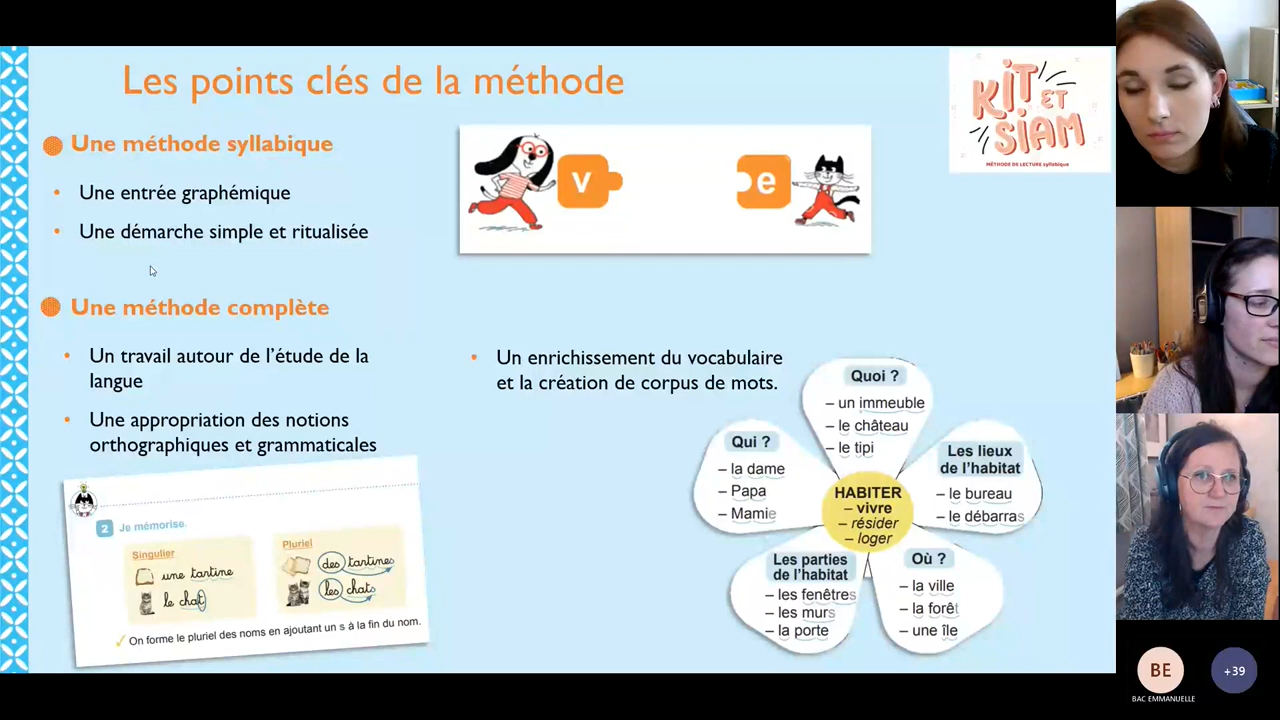 Les points clés de la méthode
KIT ET SIAM
MÉTHODE DE LECTURE syllabique
Une méthode syllabique
Une entrée graphémique
Une démarche simple et ritualisée
v
e
Une méthode complète
Un travail autour de l'étude de la
langue
Une appropriation des notions
orthographiques et grammaticales
2 Je mémorise.
Singulier
une tartine
le chat
Pluriel
des tartines
les chats
On forme le pluriel des noms en ajoutant un s à la fin du nom.
Un enrichissement du vocabulaire
et la création de corpus de mots.
Quoi ?
– un immeuble
– le château
– le tipi
Qui ?
– la dame
– Papa
– Mamie
Les lieux
de l'habitat
– le bureau
– le débarras
HABITER
– vivre
– résider
– loger
Les parties
de l'habitat
– les fenêtres
– les murs
– la porte
Où ?
– la ville
– la forêt
– une île
BE
BAC EMMANUELLE
+39